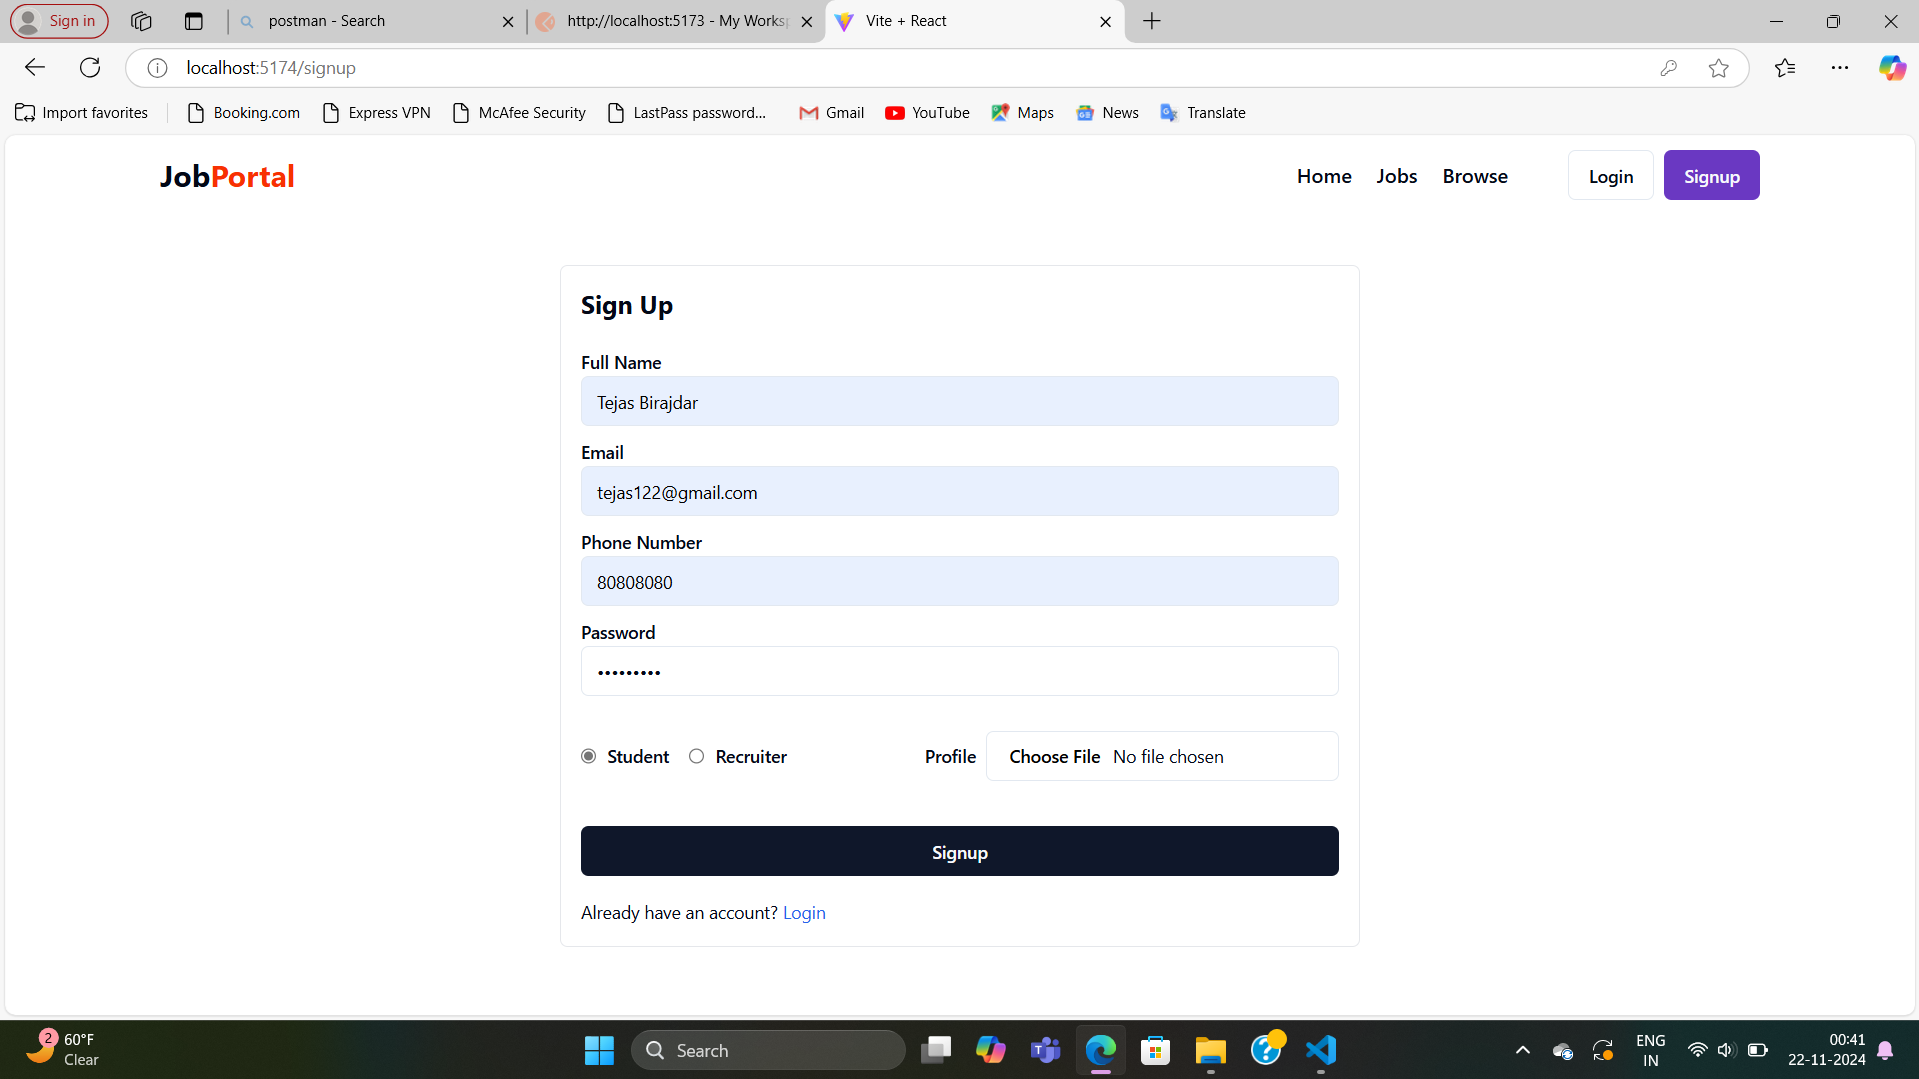 Sign in
postman - Search
http://localhost:5173 - My Works
Vite + React
localhost:5174/signup
Import favorites
Booking.com
Express VPN
McAfee Security
LastPass password...
Gmail
YouTube
Maps
News
Translate
JobPortal
Home
Jobs
Browse
Login
Signup
Sign Up
Full Name
Tejas Birajdar
Email
tejas122@gmail.com
Phone Number
80808080
Password
•••••••••
Student
Recruiter
Profile
Choose File No file chosen
Signup
Already have an account? Login
2
60°F
Clear
Search
ENG
IN
00:41
22-11-2024